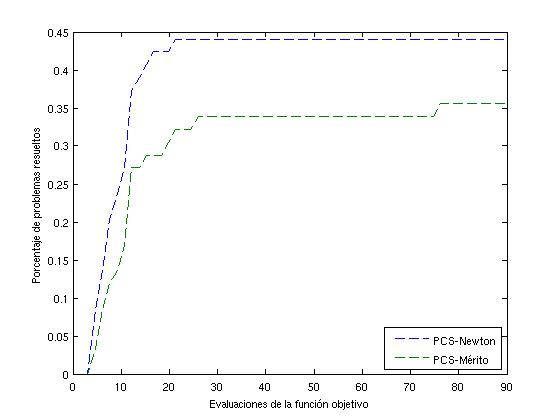 0.45
0.4
0.35
0.3
0.25
0.2
0.15
0.1
0.05
0
Porcentaje de problemas resueltos
0 10 20 30 40 50 60 70 80 90
Evaluaciones de la función objetivo
PCS-Newton
PCS-Mérito